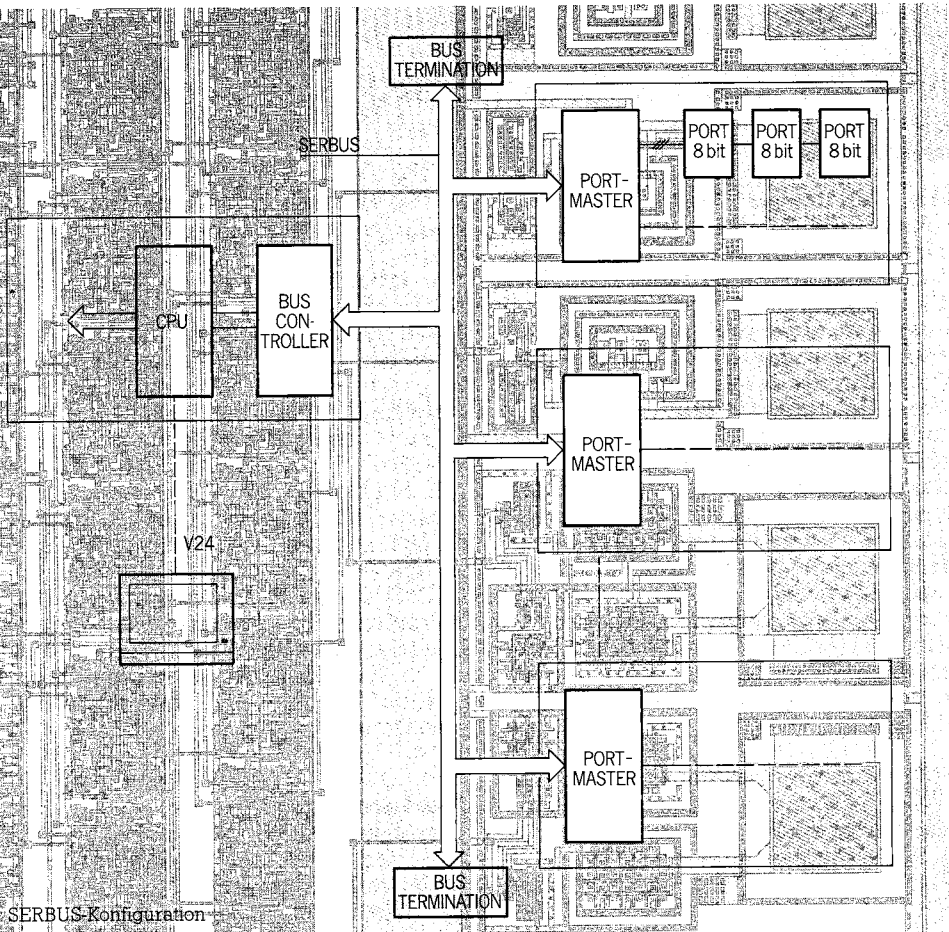 BUS
TERMINATION
SERBUS
PORT
8 bit
PORT
8 bit
PORT
8 bit
PORT-
MASTER
CPU
BUS
CON-
TROLLER
PORT-
MASTER
V24
PORT-
MASTER
BUS
TERMINATION
SERBUS-Konfiguration